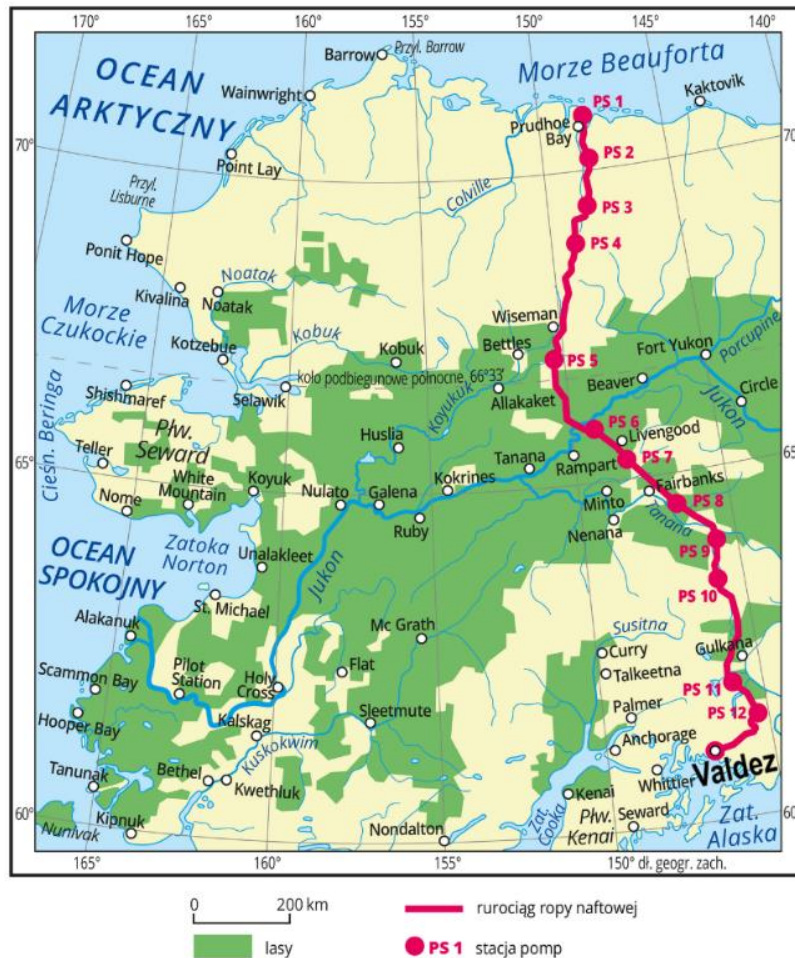 170°
165°
160°
155°
150°
145°
140°
OCEAN
ARKTYCZNY
Barrow
Przyl. Barrow
Morze Beauforta
Wainwright
Kaktovik
PS 1
Prudhoe
Bay
70°
70°
PS 2
Point Lay
Colville
Przyl.
Lisburne
PS 3
PS 4
Ponit Hope
Noatak
Kivalina
Noatak
Morze
Czukockie
Wiseman
Kobuk
Kotzebue
Kobuk
Bettles
PS 5
Fort Yukon
Porcupine
koło podbiegunowe północne, 66°33'
Shishmaref
Selawik
Allakaket
Beaver
Jukon
Circle
Koyukuk
Ciesn. Beringa
Płw.
Seward
Huslia
PS 6
Livengood
Teller
65°
65
White
Mountain
Koyuk
Tanana
Rampart
PS 7
Kokrines
Fairbanks
Nome
Nulato
Galena
Minto
PS 8
Ruby
Tanana
Nenana
OCEAN
SPOKOJNY
Zatoka
Norton
Unalakleet
Jukon
PS 9
PS 10
St. Michael
Alakanuk
Mc Grath
Susitna
Curry
Gulkana
Pilot
Station
Holy
Cross
Flat
Talkeetna
Scammon Bay
PS 11
Hooper Bay
Sleetmute
Palmer
PS 12
Kalskag
Kuskokwim
Anchorage
Valdez
Tanunak
Bethel
Kwethluk
Whittier
Kenai
60°
60
Zat.
Cooka
Płw.
Kenai
Seward
Zat.
Alaska
Nunivak
Kipnuk
Nondalton
165°
160°
155°
150° dł. geogr. zach.
0
200 km
rurociąg ropy naftowej
lasy
PS 1
stacja pomp